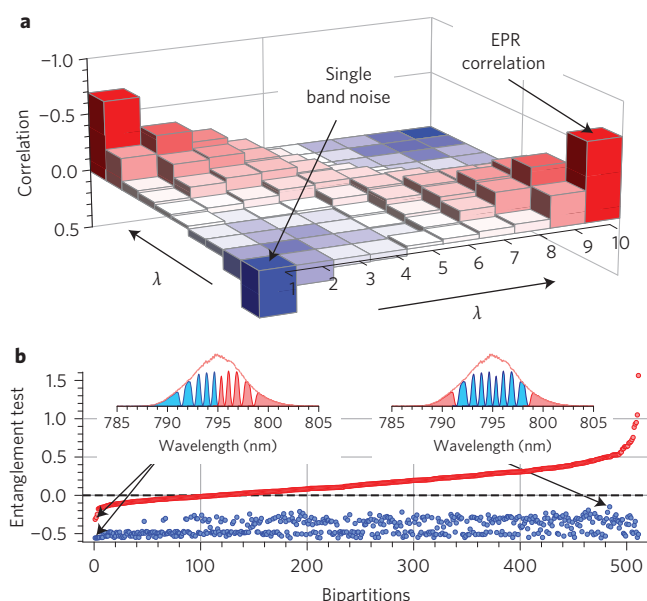 a
−1.0
−0.5
0.0
0.5
Correlation
Single
band noise
EPR
correlation
λ
1 2 3 4 5 6 7 8 9 10
λ
b
1.5
1.0
0.5
0.0
−0.5
Entanglement test
785 790 795 800 805
Wavelength (nm)
785 790 795 800 805
Wavelength (nm)
0 100 200 300 400 500
Bipartitions